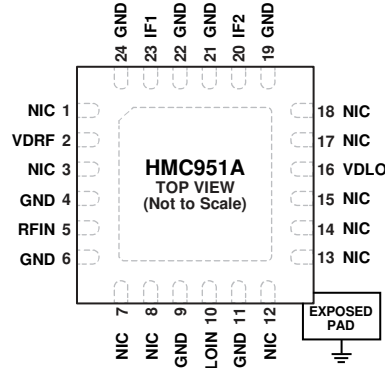 24 GND
23 IF1
22 GND
21 GND
20 IF2
19 GND
NIC 1
VDRF 2
NIC 3
GND 4
RFIN 5
GND 6
HMC951A
TOP VIEW
(Not to Scale)
18 NIC
17 NIC
16 VDLO
15 NIC
14 NIC
13 NIC
NIC 7
NIC 8
GND 9
LOIN 10
GND 11
NIC 12
EXPOSED
PAD